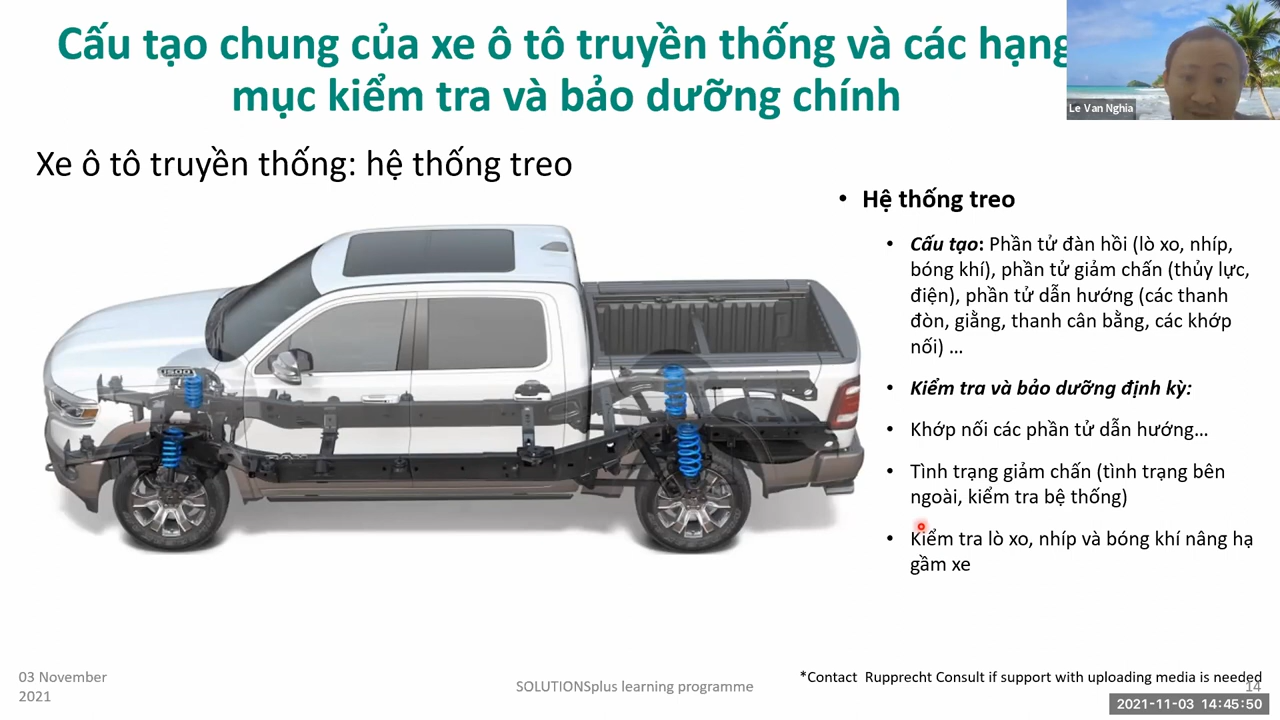 Cấu tạo chung của xe ô tô truyền thống và các hạng
mục kiểm tra và bảo dưỡng chính
Le Van Nghia
Xe ô tô truyền thống: hệ thống treo
• Hệ thống treo
• Cấu tạo: Phần tử đàn hồi (lò xo, nhíp,
bóng khí), phần tử giảm chấn (thủy lực,
điện), phần tử dẫn hướng (các thanh
đòn, giằng, thanh cân bằng, các khớp
nối) ...
• Kiểm tra và bảo dưỡng định kỳ:
• Khớp nối các phần tử dẫn hướng...
• Tình trạng giảm chấn (tình trạng bên
ngoài, kiểm tra bệ thống)
• Kiểm tra lò xo, nhíp và bóng khí nâng hạ
gầm xe
1500
03 November
2021
SOLUTIONSplus learning programme
*Contact Rupprecht Consult if support with uploading media is needed
14
2021-11-03 14:45:50